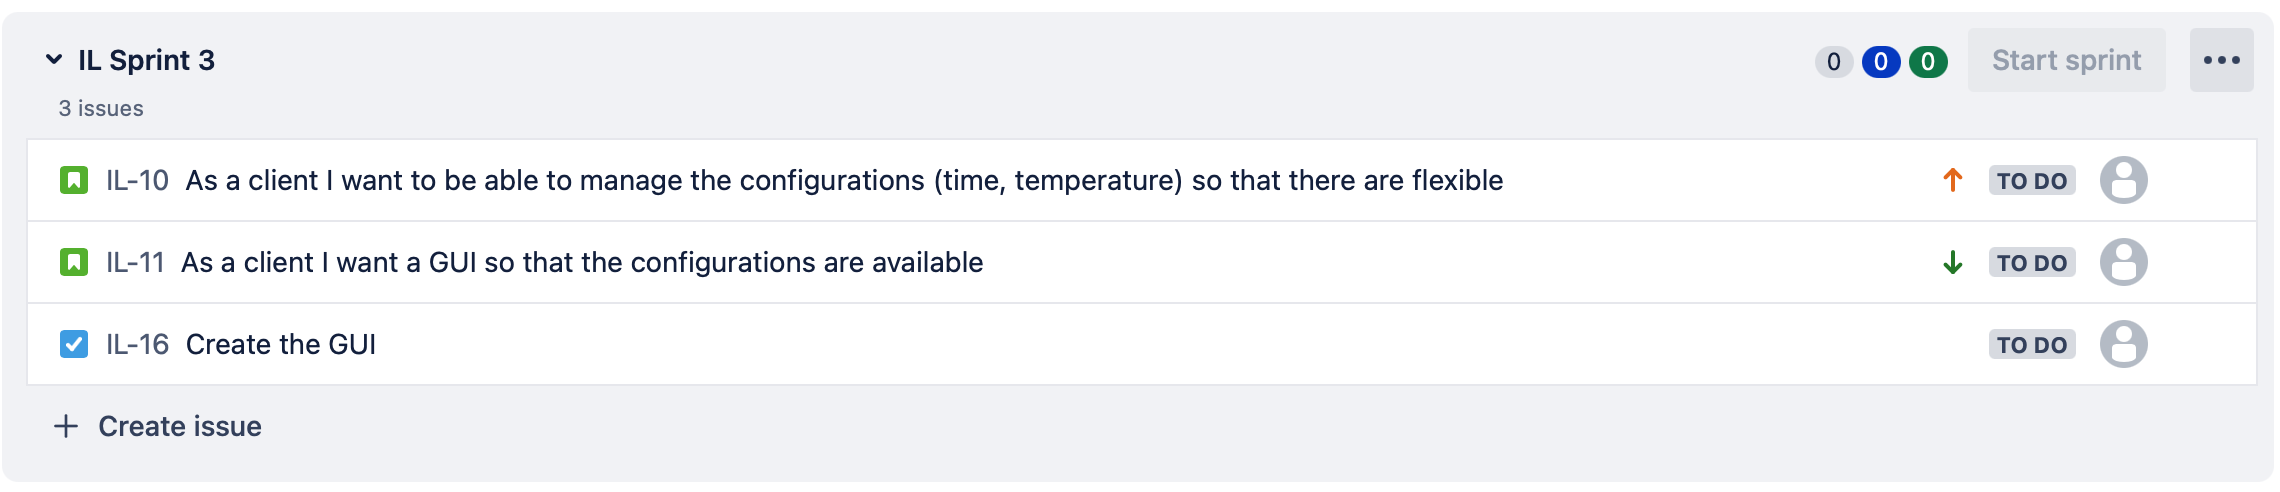 IL Sprint 3
0 0 0 Start sprint
3 issues
IL-10 As a client I want to be able to manage the configurations (time, temperature) so that there are flexible TO DO
IL-11 As a client I want a GUI so that the configurations are available TO DO
IL-16 Create the GUI TO DO
Create issue